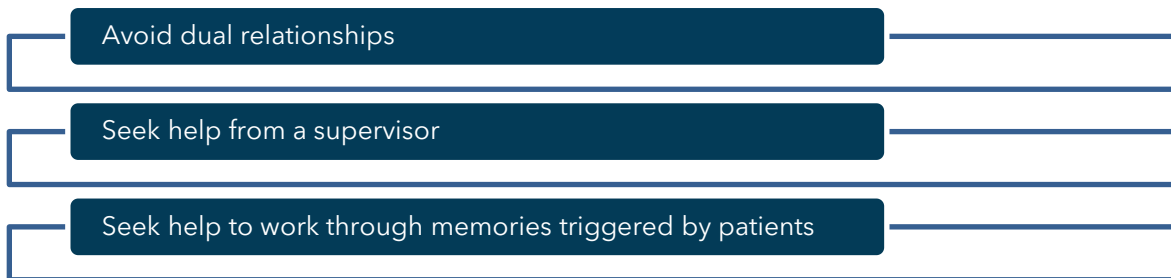 Avoid dual relationships
Seek help from a supervisor
Seek help to work through memories triggered by patients